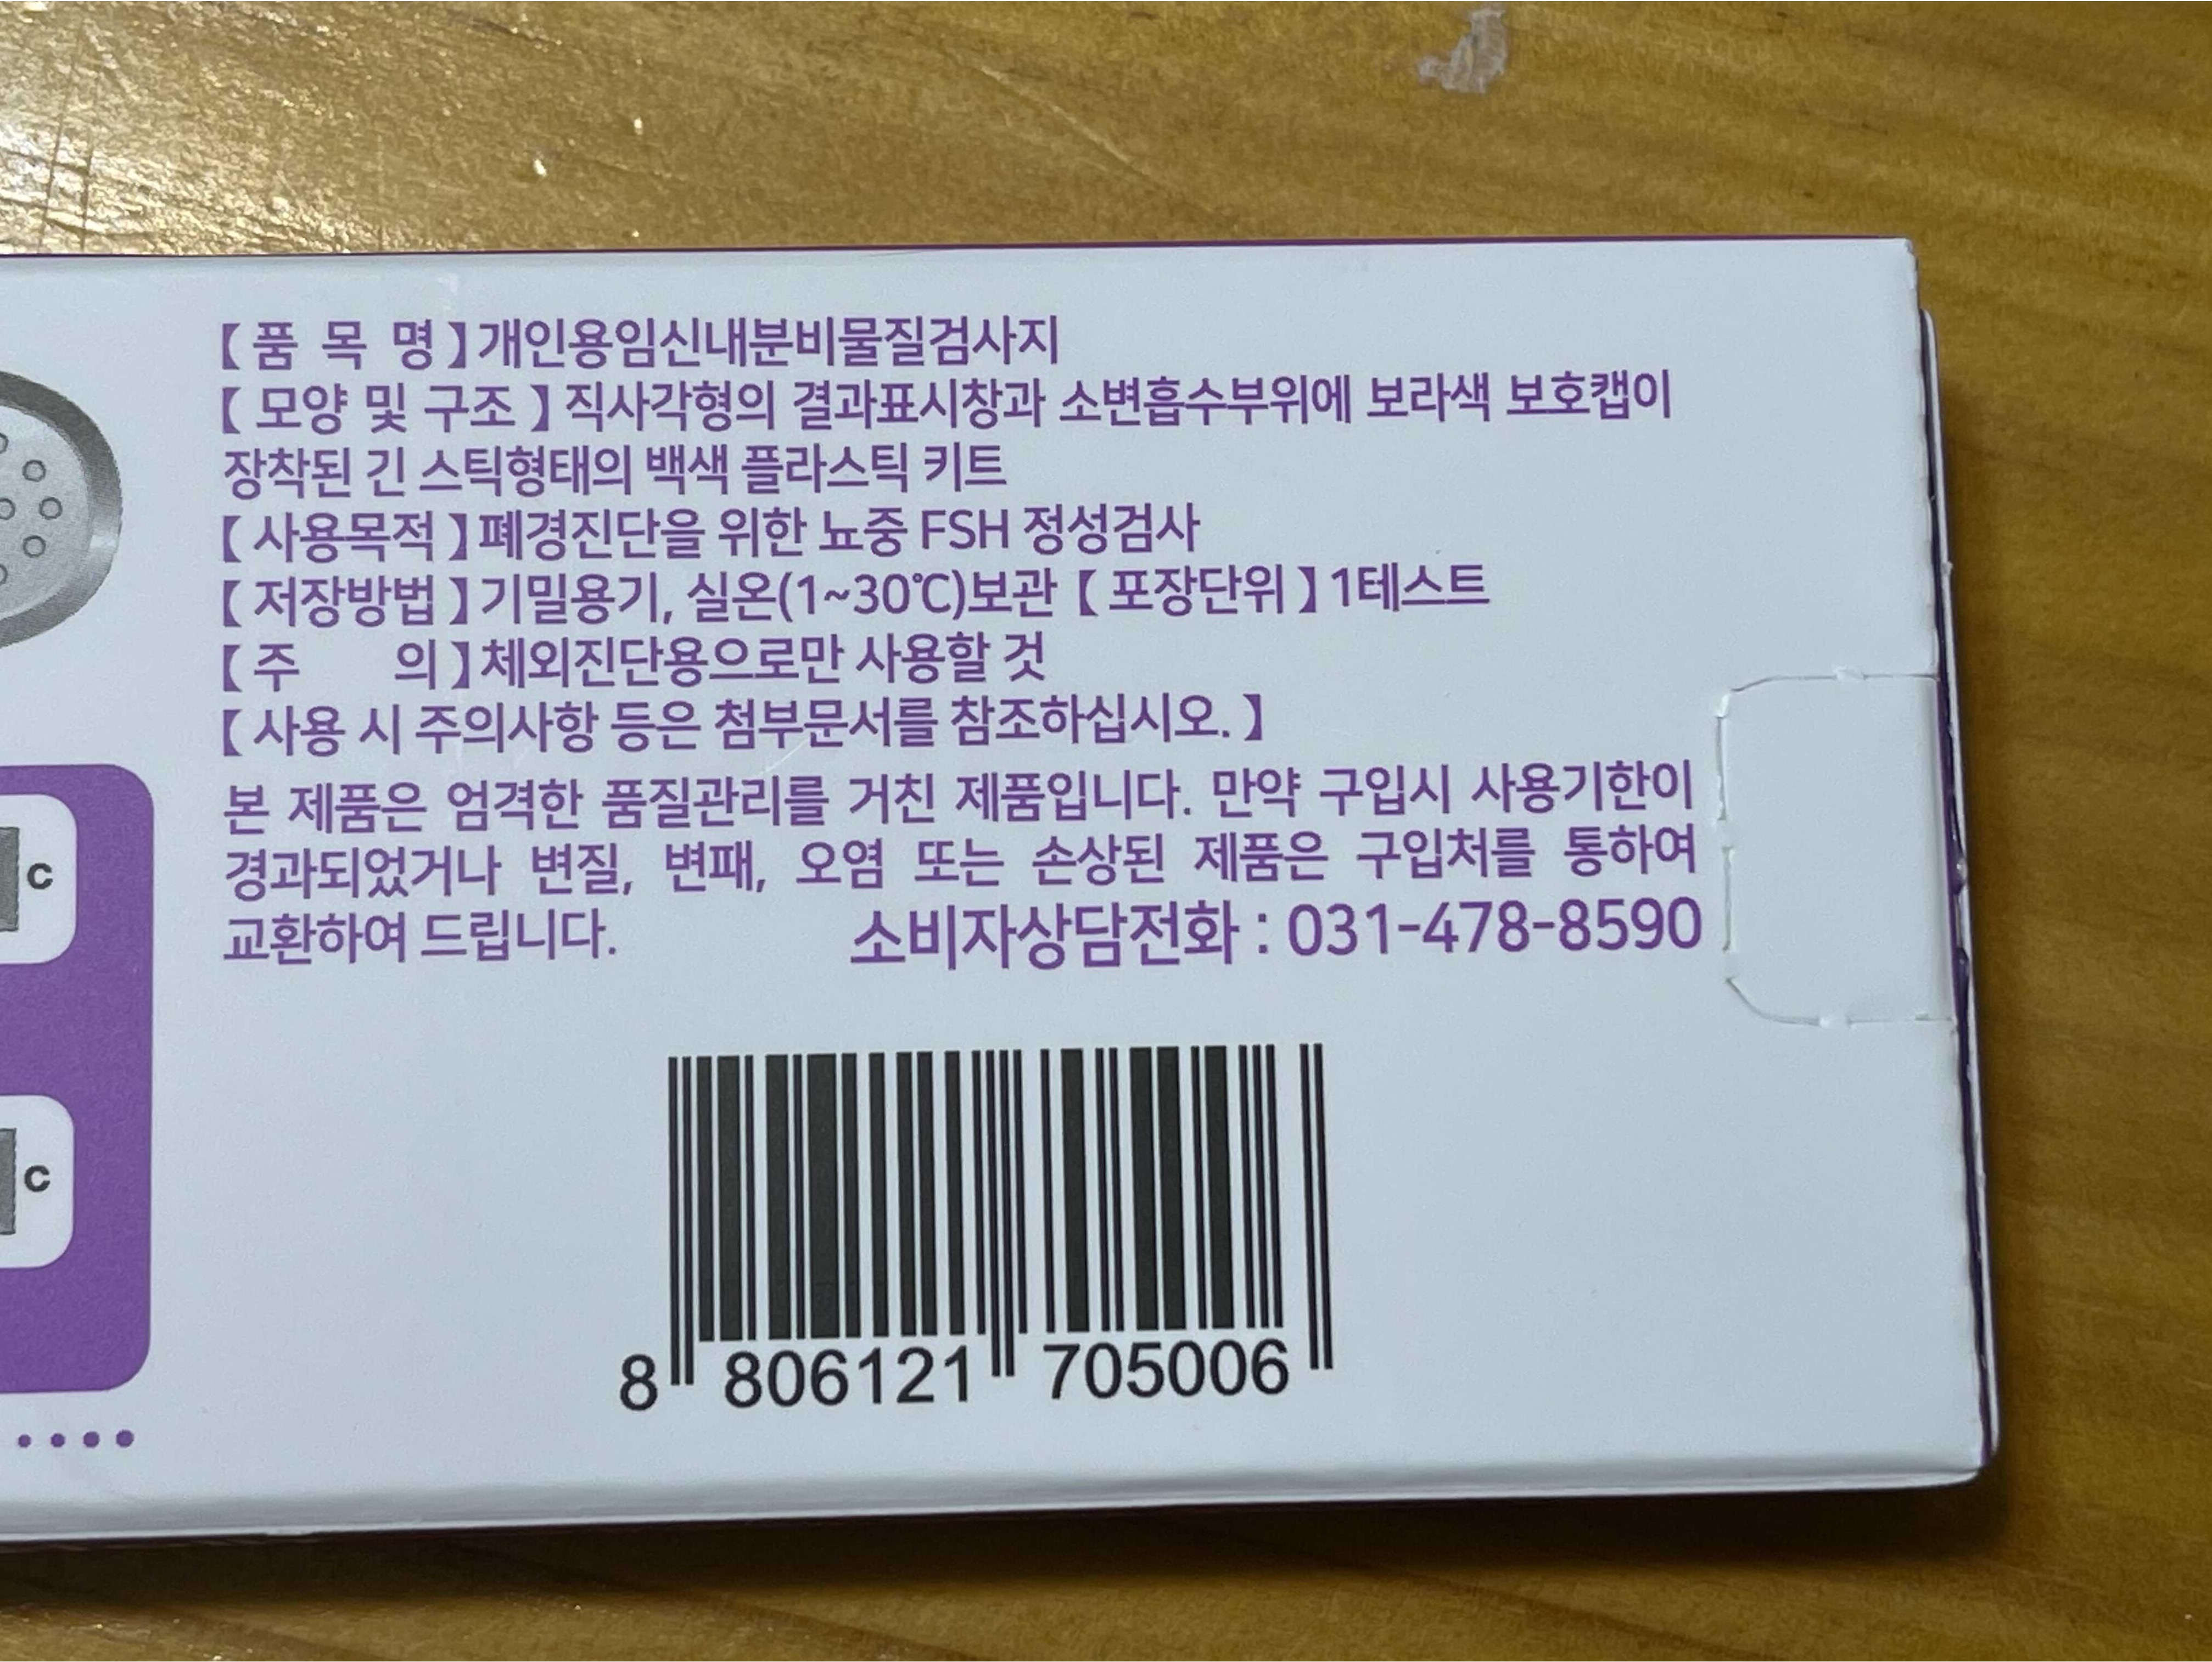 【 품 목 명 】개인용임신내분비물질검사지
【 모양 및 구조 】직사각형의 결과표시창과 소변흡수부위에 보라색 보호캡이
장착된 긴 스틱형태의 백색 플라스틱 키트
【 사용목적 】폐경진단을 위한 뇨중 FSH 정성검사
【 저장방법 】기밀용기, 실온(1~30℃)보관 【 포장단위 】1테스트
【 주 의 】체외진단용으로만 사용할 것
【 사용 시 주의사항 등은 첨부문서를 참조하십시오. 】
본 제품은 엄격한 품질관리를 거친 제품입니다. 만약 구입시 사용기한이
경과되었거나 변질, 변패, 오염 또는 손상된 제품은 구입처를 통하여
교환하여 드립니다. 소비자상담전화 : 031-478-8590
C
C
8 806121 705006